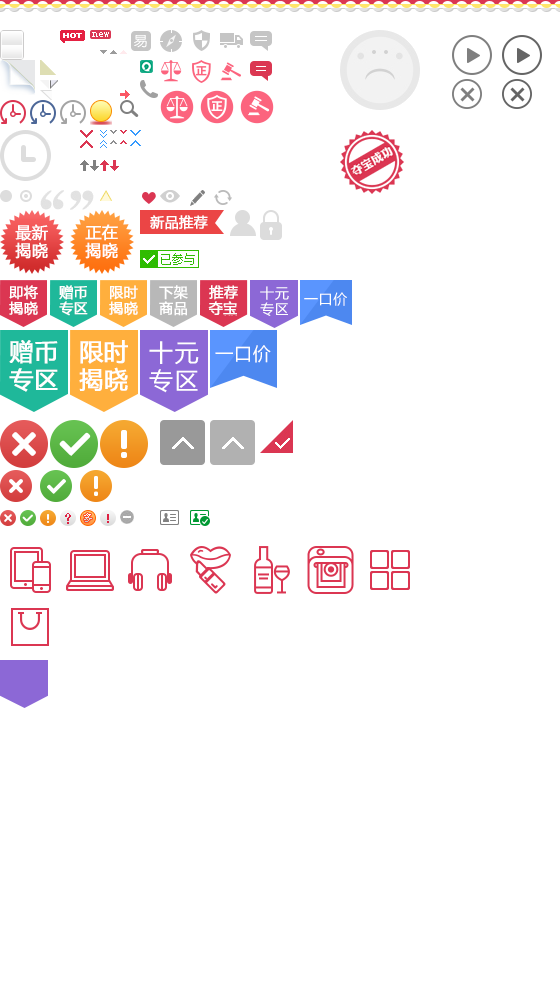 HOT
new
易
正
正
夺宝成功
新品推荐
最新
揭晓
正在
揭晓
已参与
即将
揭晓
赠币
专区
限时
揭晓
下架
商品
推荐
夺宝
十元
专区
一口价
赠币
专区
限时
揭晓
十元
专区
一口价